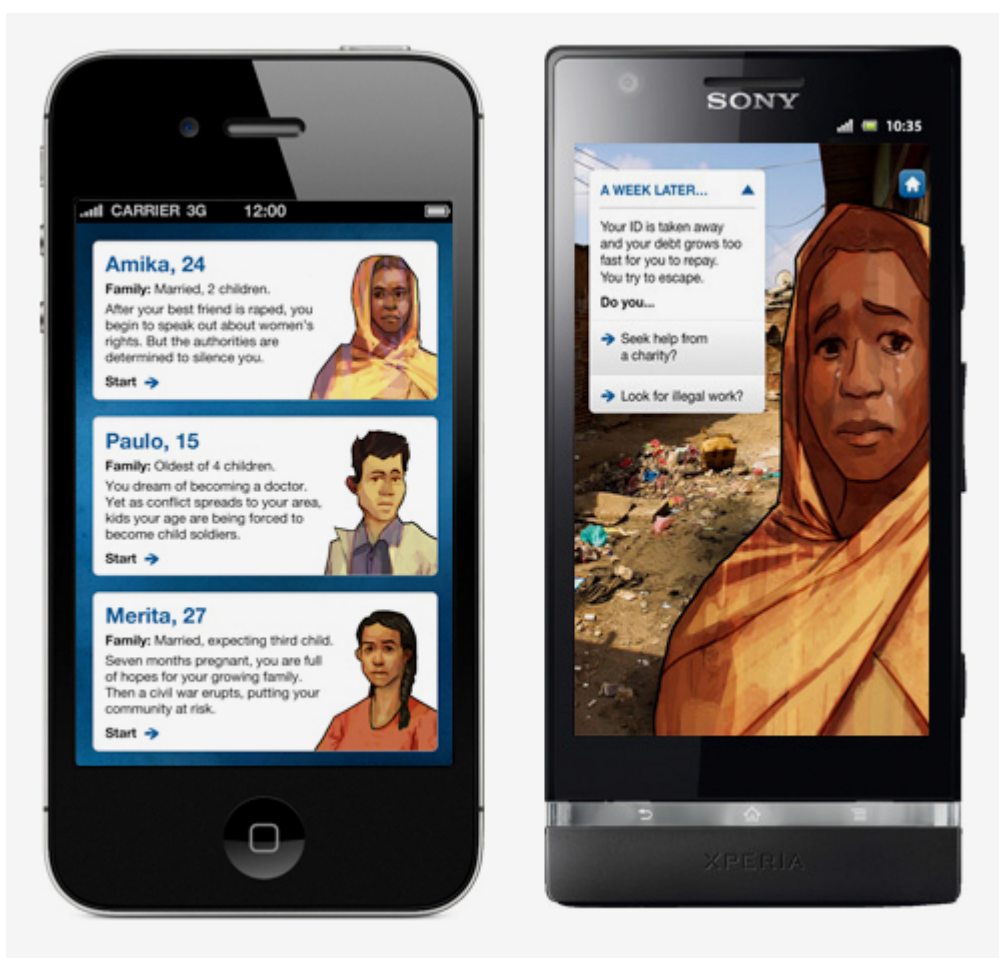 CARRIER 3G 12:00
Amika, 24
Family: Married, 2 children.
After your best friend is raped, you
begin to speak out about women's
rights. But the authorities are
determined to silence you.
Start
Paulo, 15
Family: Oldest of 4 children.
You dream of becoming a doctor.
Yet as conflict spreads to your area,
kids your age are being forced to
become child soldiers.
Start
Merita, 27
Family: Married, expecting third child.
Seven months pregnant, you are full
of hopes for your growing family.
Then a civil war erupts, putting your
community at risk.
Start
SONY
10:35
A WEEK LATER...
Your ID is taken away
and your debt grows too
fast for you to repay.
You try to escape.
Do you...
Seek help from
a charity?
Look for illegal work?
XPERIA